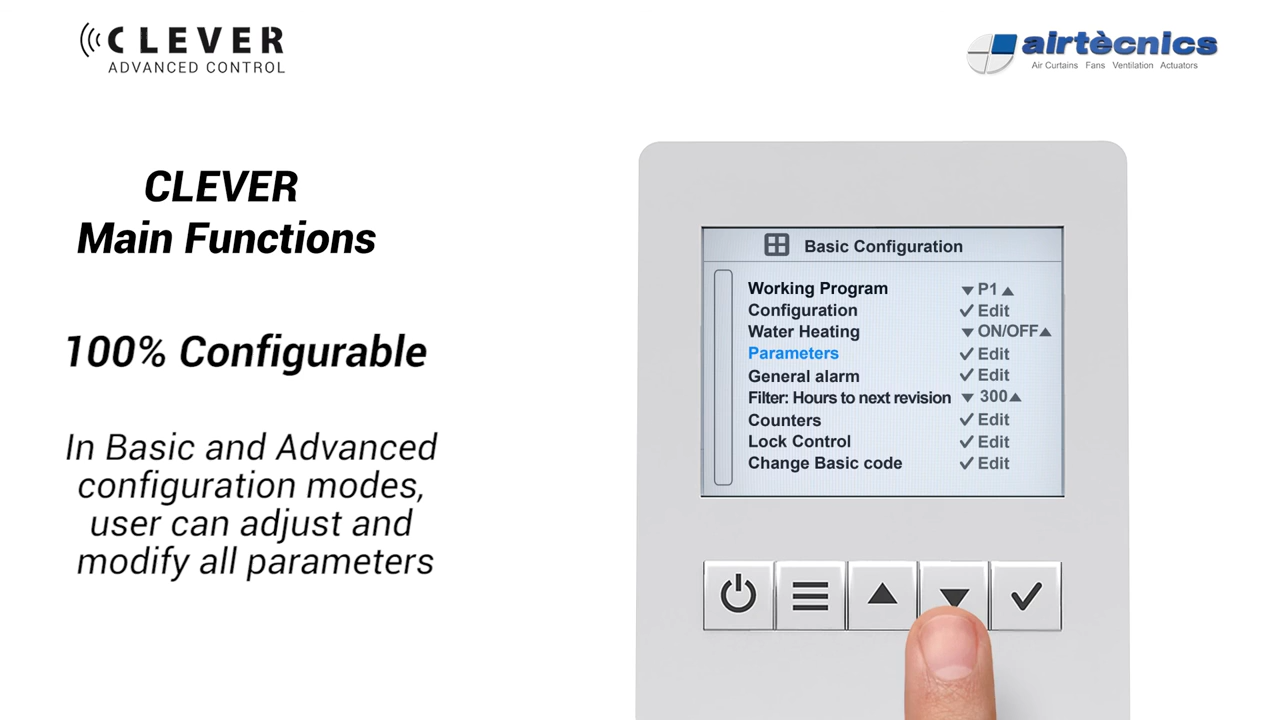 CLEVER
ADVANCED CONTROL
airtècnics
Air Curtains Fans Ventilation Actuators
CLEVER
Main Functions
100% Configurable
In Basic and Advanced
configuration modes,
user can adjust and
modify all parameters
Basic Configuration
Working Program ▼ P1 ▲
Configuration ✓ Edit
Water Heating ▼ ON/OFF ▲
Parameters ✓ Edit
General alarm ✓ Edit
Filter: Hours to next revision ▼ 300 ▲
Counters ✓ Edit
Lock Control ✓ Edit
Change Basic code ✓ Edit